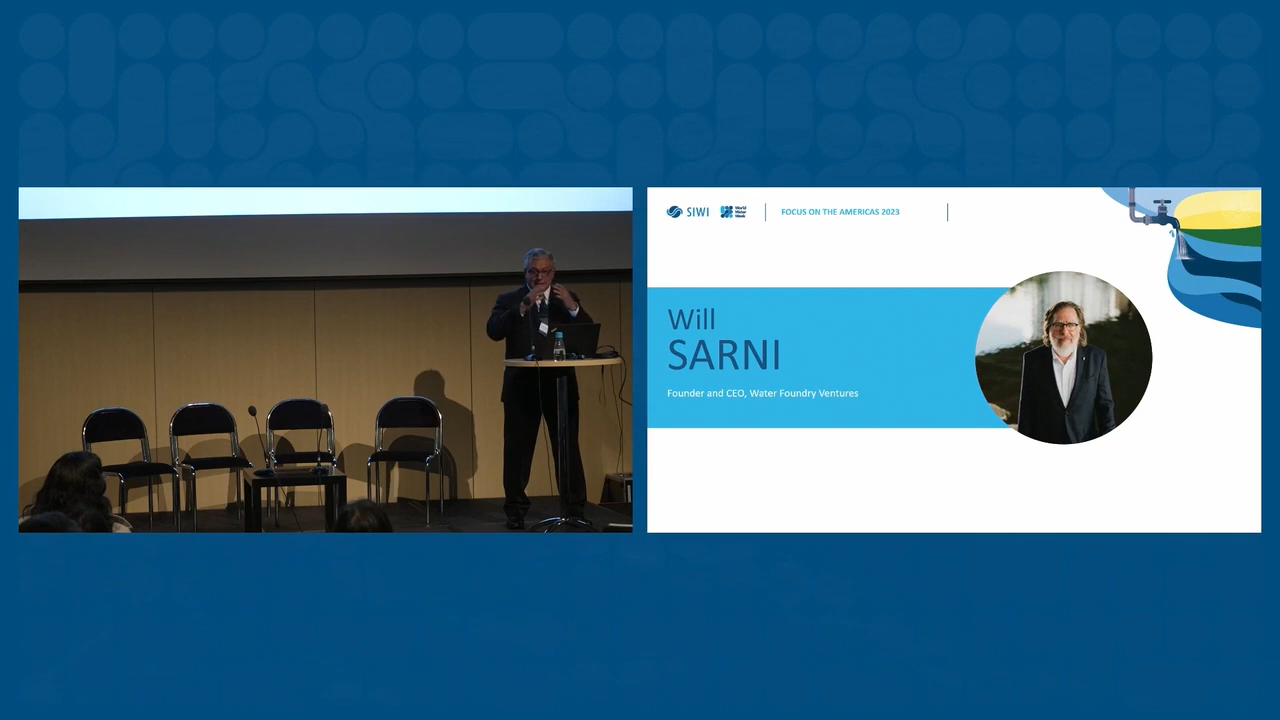 SIWI
World
Water
Week
FOCUS ON THE AMERICAS 2023
Will
SARNI
Founder and CEO, Water Foundry Ventures